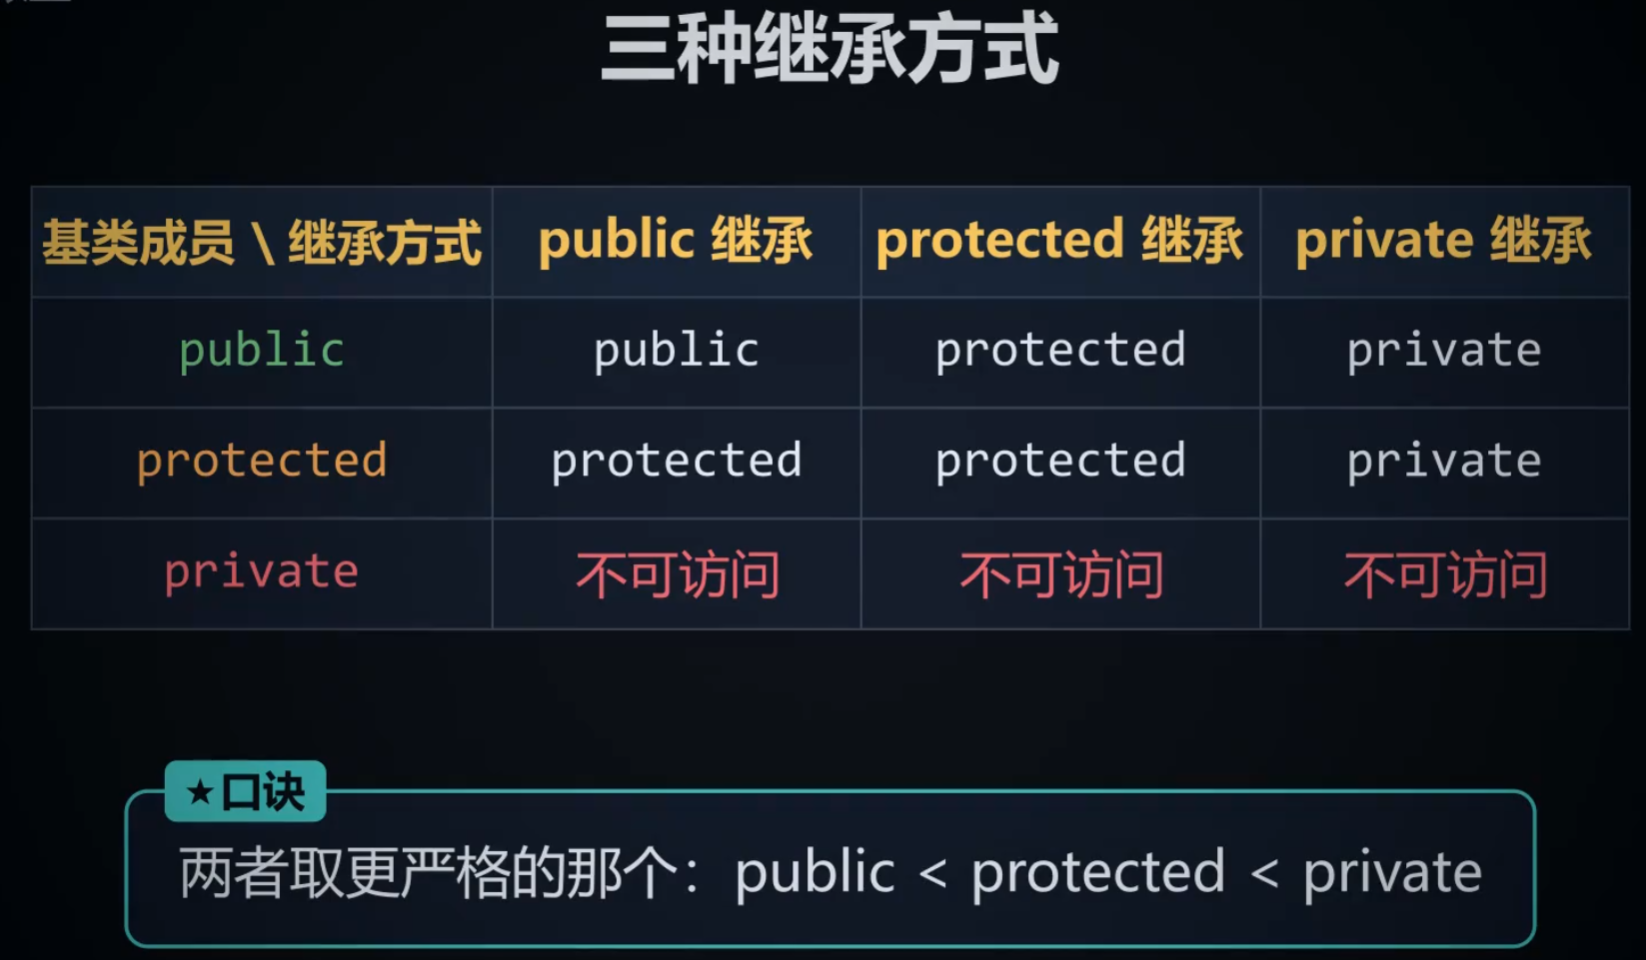 三种继承方式
基类成员 \ 继承方式 public 继承 protected 继承 private 继承
public public protected private
protected protected protected private
private 不可访问 不可访问 不可访问
★口诀
两者取更严格的那个：public < protected < private